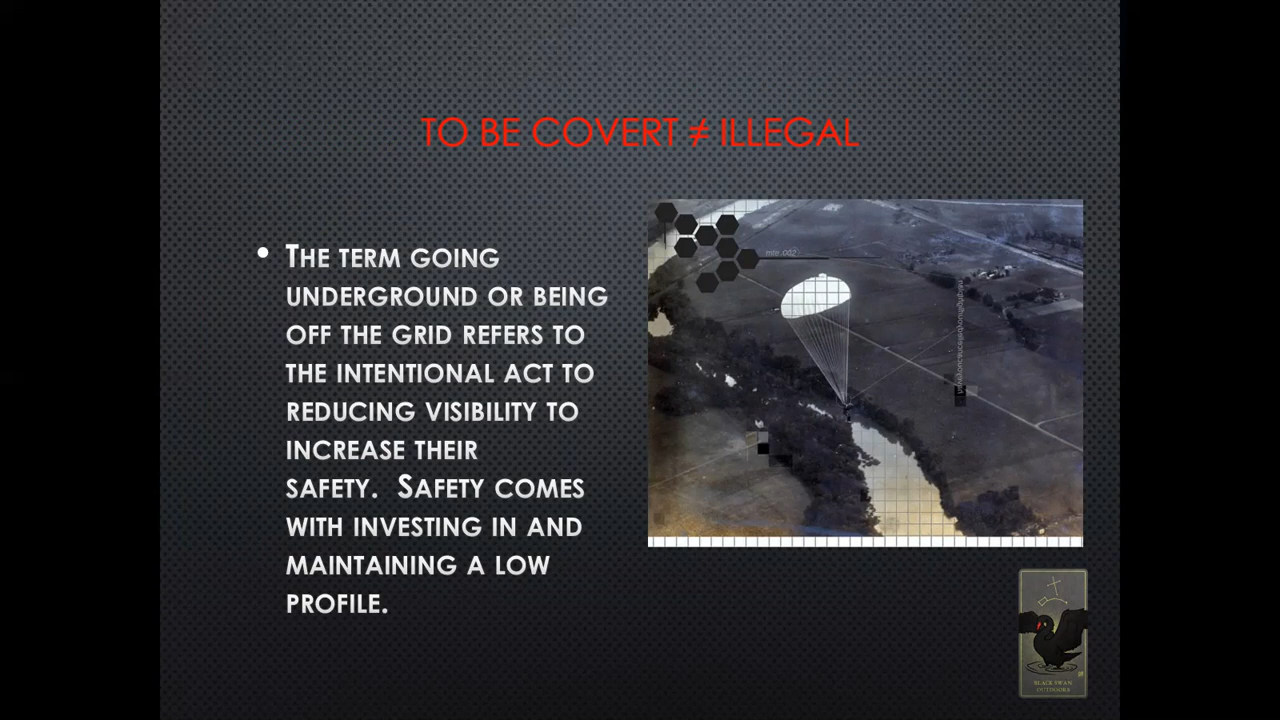 TO BE COVERT ≠ ILLEGAL
• THE TERM GOING
UNDERGROUND OR BEING
OFF THE GRID REFERS TO
THE INTENTIONAL ACT TO
REDUCING VISIBILITY TO
INCREASE THEIR
SAFETY. SAFETY COMES
WITH INVESTING IN AND
MAINTAINING A LOW
PROFILE.
BLACK SWAN
OUTDOORS